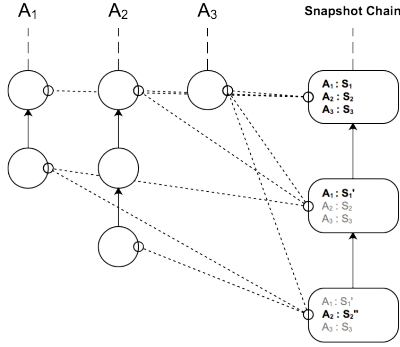 A₁ A₂ A₃ Snapshot Chain
A₁ : S₁
A₂ : S₂
A₃ : S₃
A₁ : S₁'
A₂ : S₂
A₃ : S₃
A₁ : S₁'
A₂ : S₂''
A₃ : S₃